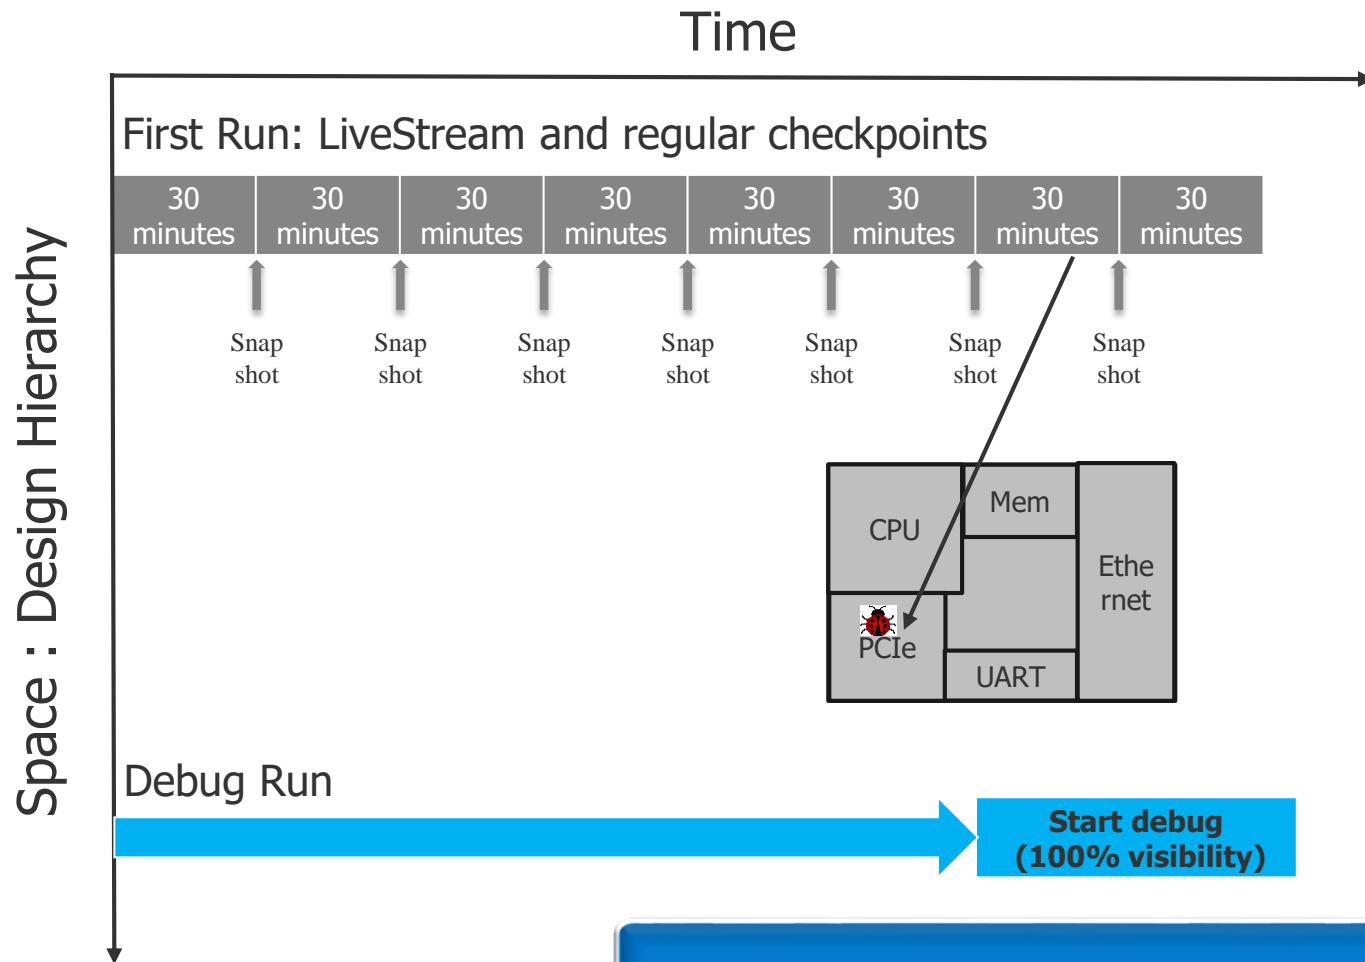 Time
First Run: LiveStream and regular checkpoints
30 30 30 30 30 30 30 30
minutes minutes minutes minutes minutes minutes minutes minutes
Snap Snap Snap Snap Snap Snap Snap
shot shot shot shot shot shot shot
Space : Design Hierarchy
Mem
CPU
Ethe
rnet
PCIe
UART
Debug Run
Start debug
(100% visibility)